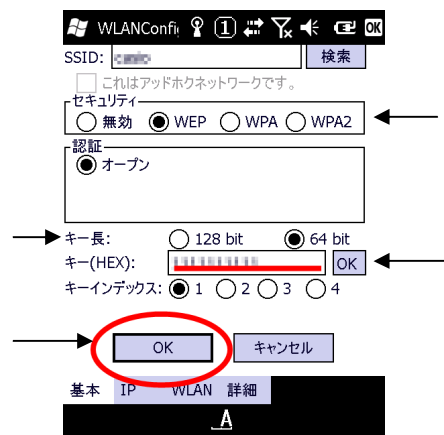 WLANConfi 1 OK
SSID: 検索
これはアッドホクネットワークです。
セキュリティ
無効 WEP WPA WPA2
認証
オープン
キー長: 128 bit 64 bit
キー(HEX): OK
キーインデックス: 1 2 3 4
OK キャンセル
基本 IP WLAN 詳細
A